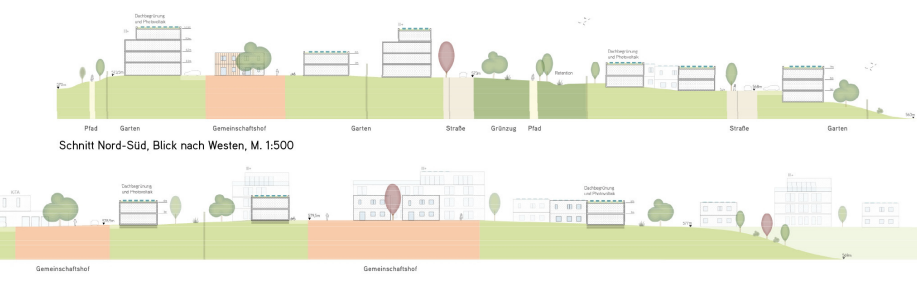 Dachbegrünung
und Photovoltaik
Dachbegrünung
und Photovoltaik
Retention
Pfad Garten Gemeinschaftshof Garten Straße Grünzug Pfad Straße Garten
Schnitt Nord-Süd, Blick nach Westen, M. 1:500
Dachbegrünung
und Photovoltaik
Dachbegrünung
und Photovoltaik
Gemeinschaftshof Gemeinschaftshof